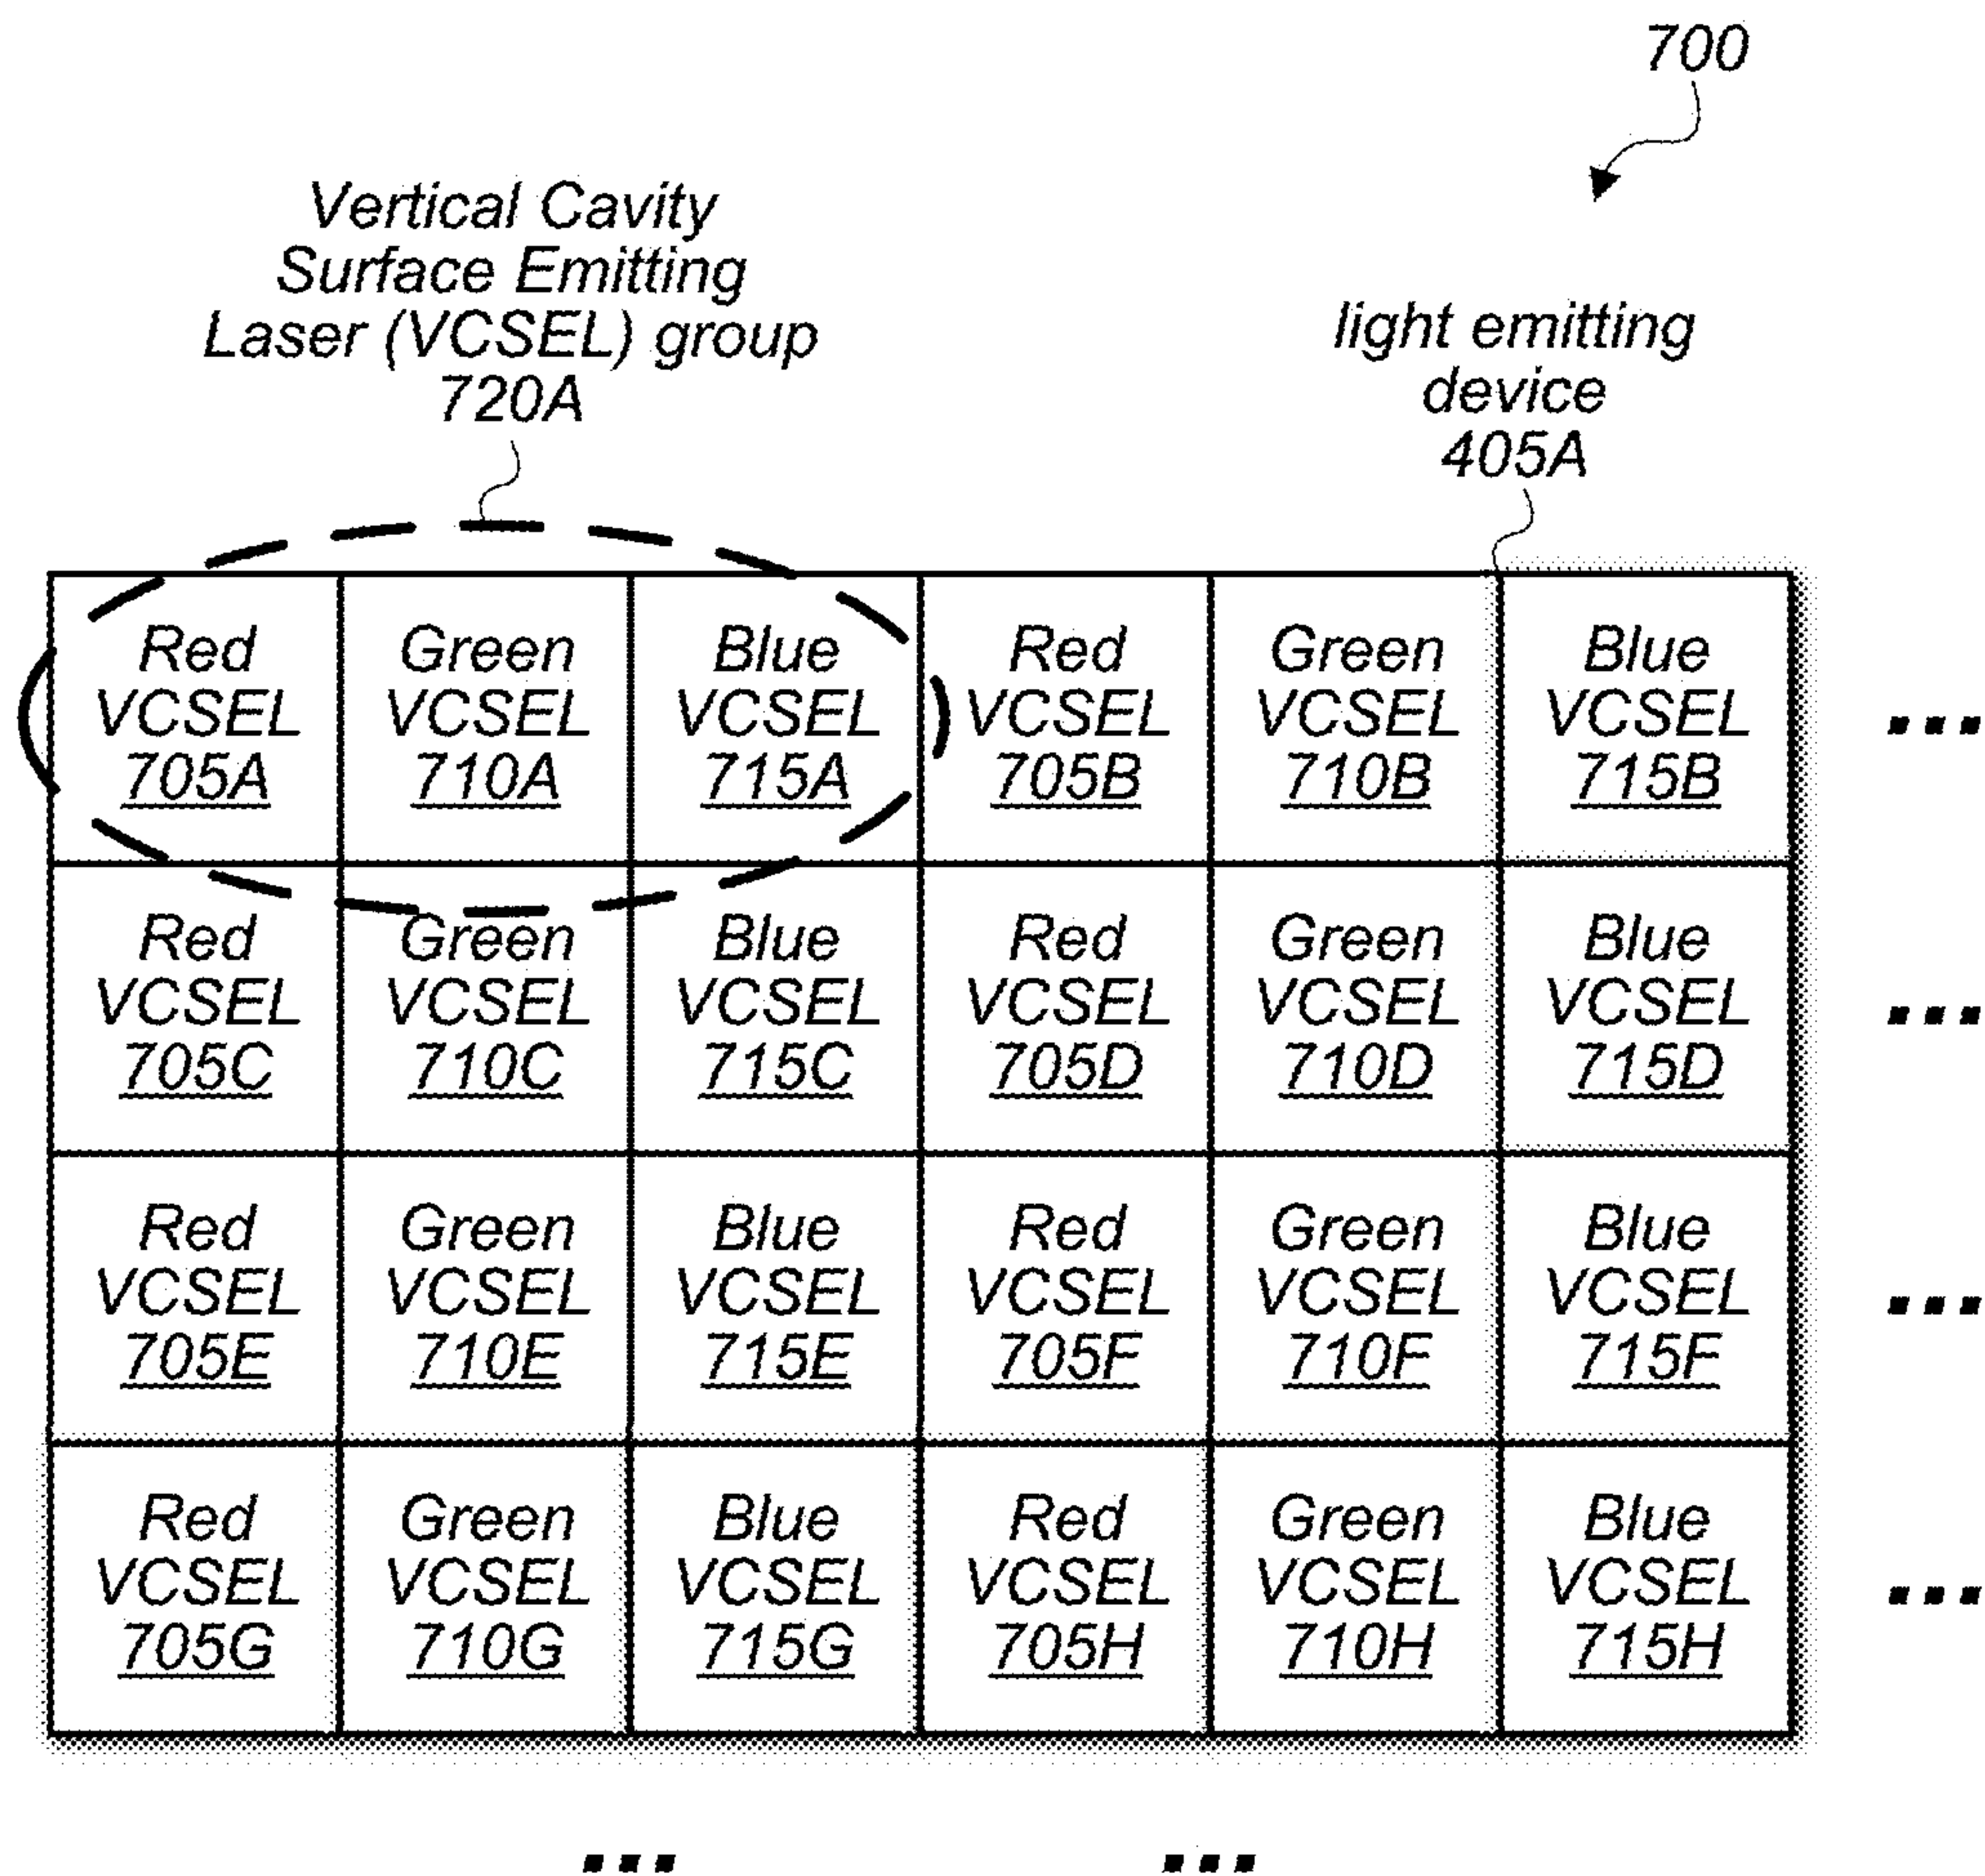 700
Vertical Cavity
Surface Emitting
Laser (VCSEL) group
720A
light emitting
device
405A
Red VCSEL 705A
Green VCSEL 710A
Blue VCSEL 715A
Red VCSEL 705B
Green VCSEL 710B
Blue VCSEL 715B
...
Red VCSEL 705C
Green VCSEL 710C
Blue VCSEL 715C
Red VCSEL 705D
Green VCSEL 710D
Blue VCSEL 715D
...
Red VCSEL 705E
Green VCSEL 710E
Blue VCSEL 715E
Red VCSEL 705F
Green VCSEL 710F
Blue VCSEL 715F
...
Red VCSEL 705G
Green VCSEL 710G
Blue VCSEL 715G
Red VCSEL 705H
Green VCSEL 710H
Blue VCSEL 715H
...
... ...